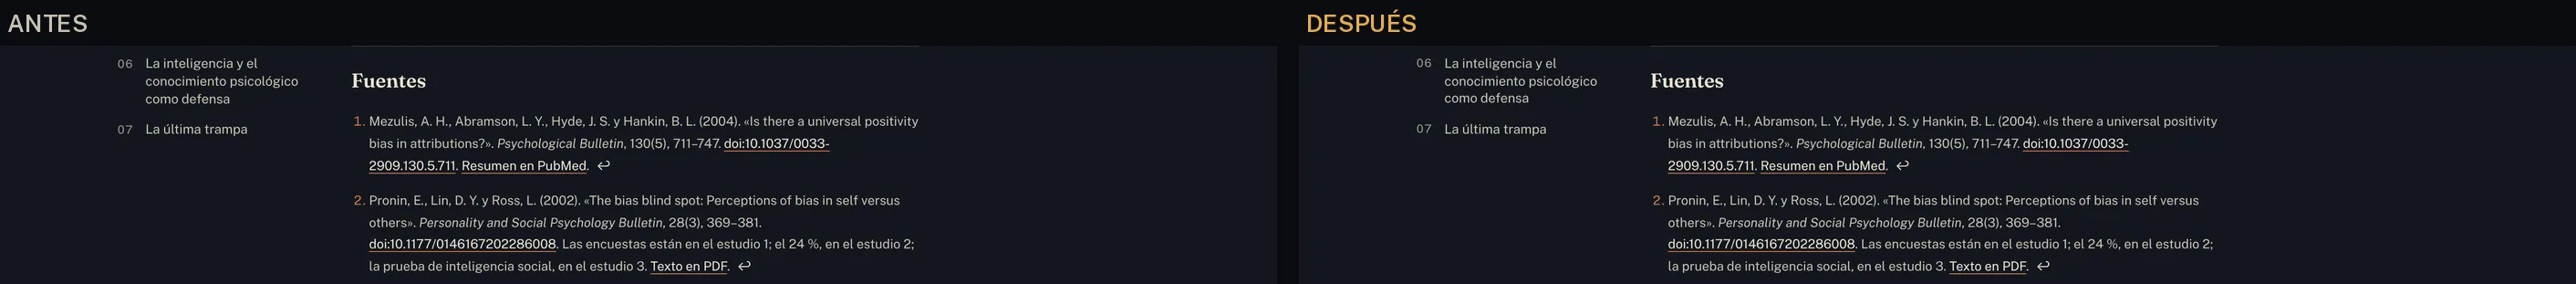 ANTES
06 La inteligencia y el
conocimiento psicológico
como defensa
07 La última trampa
Fuentes
1. Mezulis, A. H., Abramson, L. Y., Hyde, J. S. y Hankin, B. L. (2004). «Is there a universal positivity
bias in attributions?». Psychological Bulletin, 130(5), 711–747. doi:10.1037/0033-
2909.130.5.711. Resumen en PubMed. ↩
2. Pronin, E., Lin, D. Y. y Ross, L. (2002). «The bias blind spot: Perceptions of bias in self versus
others». Personality and Social Psychology Bulletin, 28(3), 369–381.
doi:10.1177/0146167202286008. Las encuestas están en el estudio 1; el 24 %, en el estudio 2;
la prueba de inteligencia social, en el estudio 3. Texto en PDF. ↩
DESPUÉS
06 La inteligencia y el
conocimiento psicológico
como defensa
07 La última trampa
Fuentes
1. Mezulis, A. H., Abramson, L. Y., Hyde, J. S. y Hankin, B. L. (2004). «Is there a universal positivity
bias in attributions?». Psychological Bulletin, 130(5), 711–747. doi:10.1037/0033-
2909.130.5.711. Resumen en PubMed. ↩
2. Pronin, E., Lin, D. Y. y Ross, L. (2002). «The bias blind spot: Perceptions of bias in self versus
others». Personality and Social Psychology Bulletin, 28(3), 369–381.
doi:10.1177/0146167202286008. Las encuestas están en el estudio 1; el 24 %, en el estudio 2;
la prueba de inteligencia social, en el estudio 3. Texto en PDF. ↩